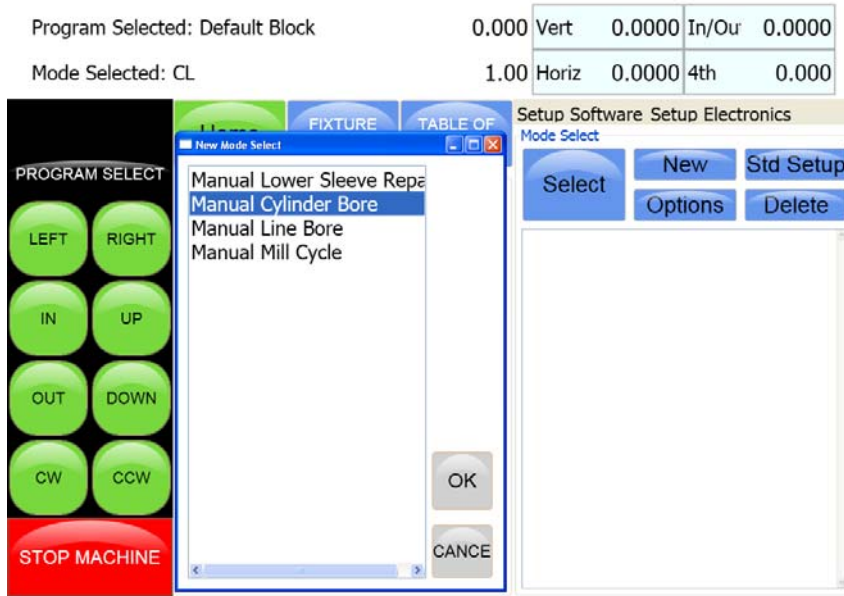 Program Selected: Default Block 0.000 Vert 0.0000 In/Ou 0.0000
Mode Selected: CL 1.00 Horiz 0.0000 4th 0.000
Home FIXTURE TABLE OF
Setup Software Setup Electronics
New Mode Select
Mode Select
Select New Std Setup
Options Delete
PROGRAM SELECT
Manual Lower Sleeve Repa
Manual Cylinder Bore
Manual Line Bore
Manual Mill Cycle
LEFT RIGHT
IN UP
OUT DOWN
CW CCW
OK
STOP MACHINE
CANCE